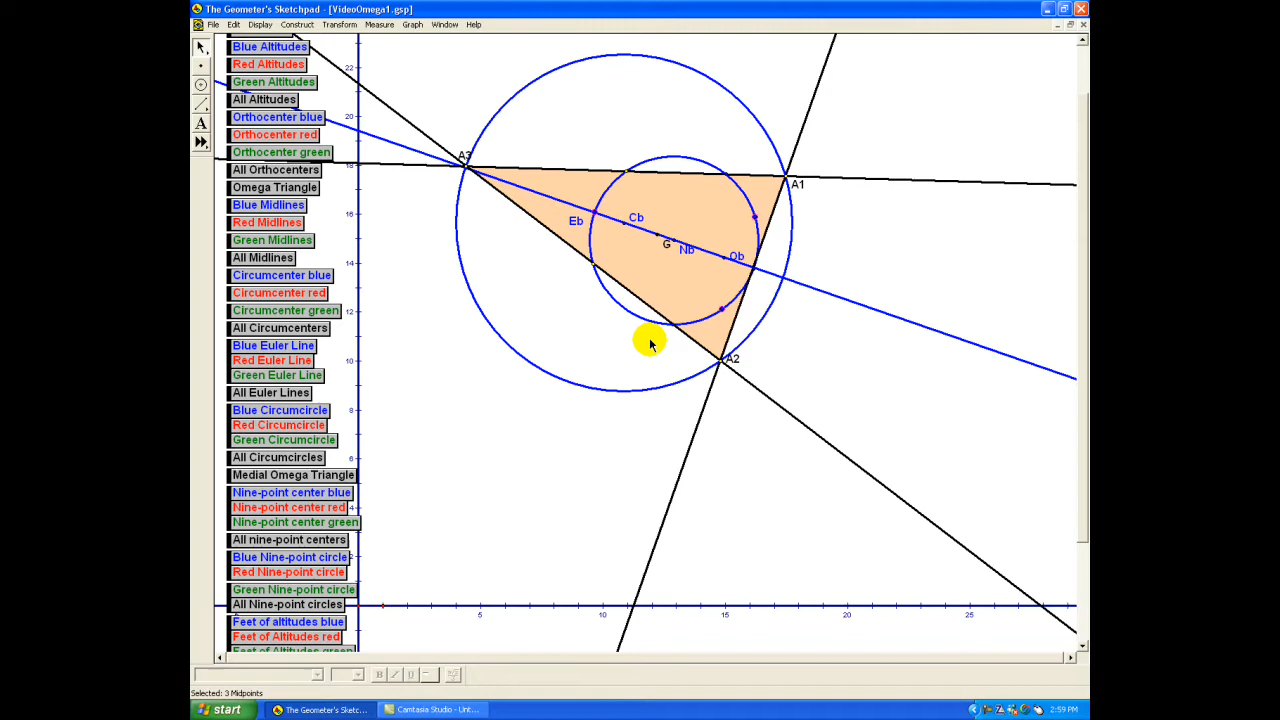 The Geometer's Sketchpad - [VideoOmega1.gsp]
File Edit Display Construct Transform Measure Graph Window Help
Blue Altitudes
Red Altitudes
Green Altitudes
All Altitudes
Orthocenter blue
Orthocenter red
Orthocenter green
All Orthocenters
Omega Triangle
Blue Midlines
Red Midlines
Green Midlines
All Midlines
Circumcenter blue
Circumcenter red
Circumcenter green
All Circumcenters
Blue Euler Line
Red Euler Line
Green Euler Line
All Euler Lines
Blue Circumcircle
Red Circumcircle
Green Circumcircle
All Circumcircles
Medial Omega Triangle
Nine-point center blue
Nine-point center red
Nine-point center green
All nine-point centers
Blue Nine-point circle
Red Nine-point circle
Green Nine-point circle
All Nine-point circles
Feet of altitudes blue
Feet of Altitudes red
Feet of Altitudes green
22
20
18
16
14
12
10
8
6
4
2
5 10 15 20 25
A3
A1
Eb Cb
G Nb Ob
A2
A
B I U
Selected: 3 Midpoints
start The Geometer's Sketc... Camtasia Studio - Unt... 2:59 PM